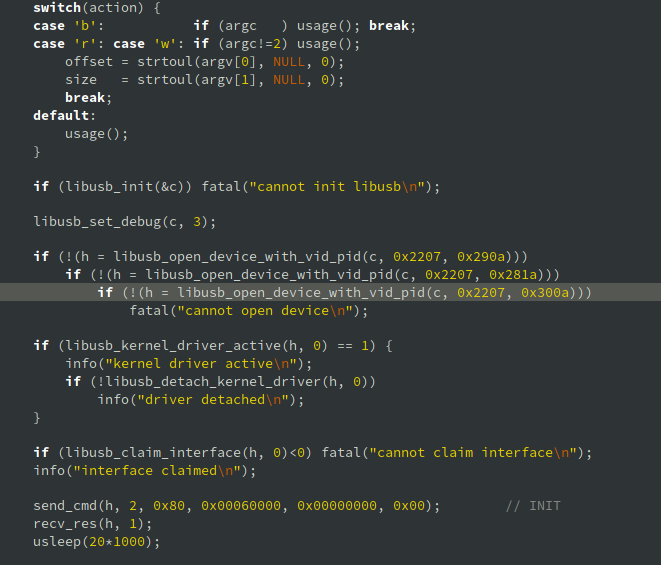 switch(action) {
case 'b':           if (argc   ) usage(); break;
case 'r': case 'w': if (argc!=2) usage();
    offset = strtoul(argv[0], NULL, 0);
    size   = strtoul(argv[1], NULL, 0);
    break;
default:
    usage();
}

if (libusb_init(&c)) fatal("cannot init libusb\n");

libusb_set_debug(c, 3);

if (!(h = libusb_open_device_with_vid_pid(c, 0x2207, 0x290a)))
    if (!(h = libusb_open_device_with_vid_pid(c, 0x2207, 0x281a)))
        if (!(h = libusb_open_device_with_vid_pid(c, 0x2207, 0x300a)))
            fatal("cannot open device\n");

if (libusb_kernel_driver_active(h, 0) == 1) {
    info("kernel driver active\n");
    if (!libusb_detach_kernel_driver(h, 0))
        info("driver detached\n");
}

if (libusb_claim_interface(h, 0)<0) fatal("cannot claim interface\n");
info("interface claimed\n");

send_cmd(h, 2, 0x80, 0x00060000, 0x00000000, 0x00);        // INIT
recv_res(h, 1);
usleep(20*1000);